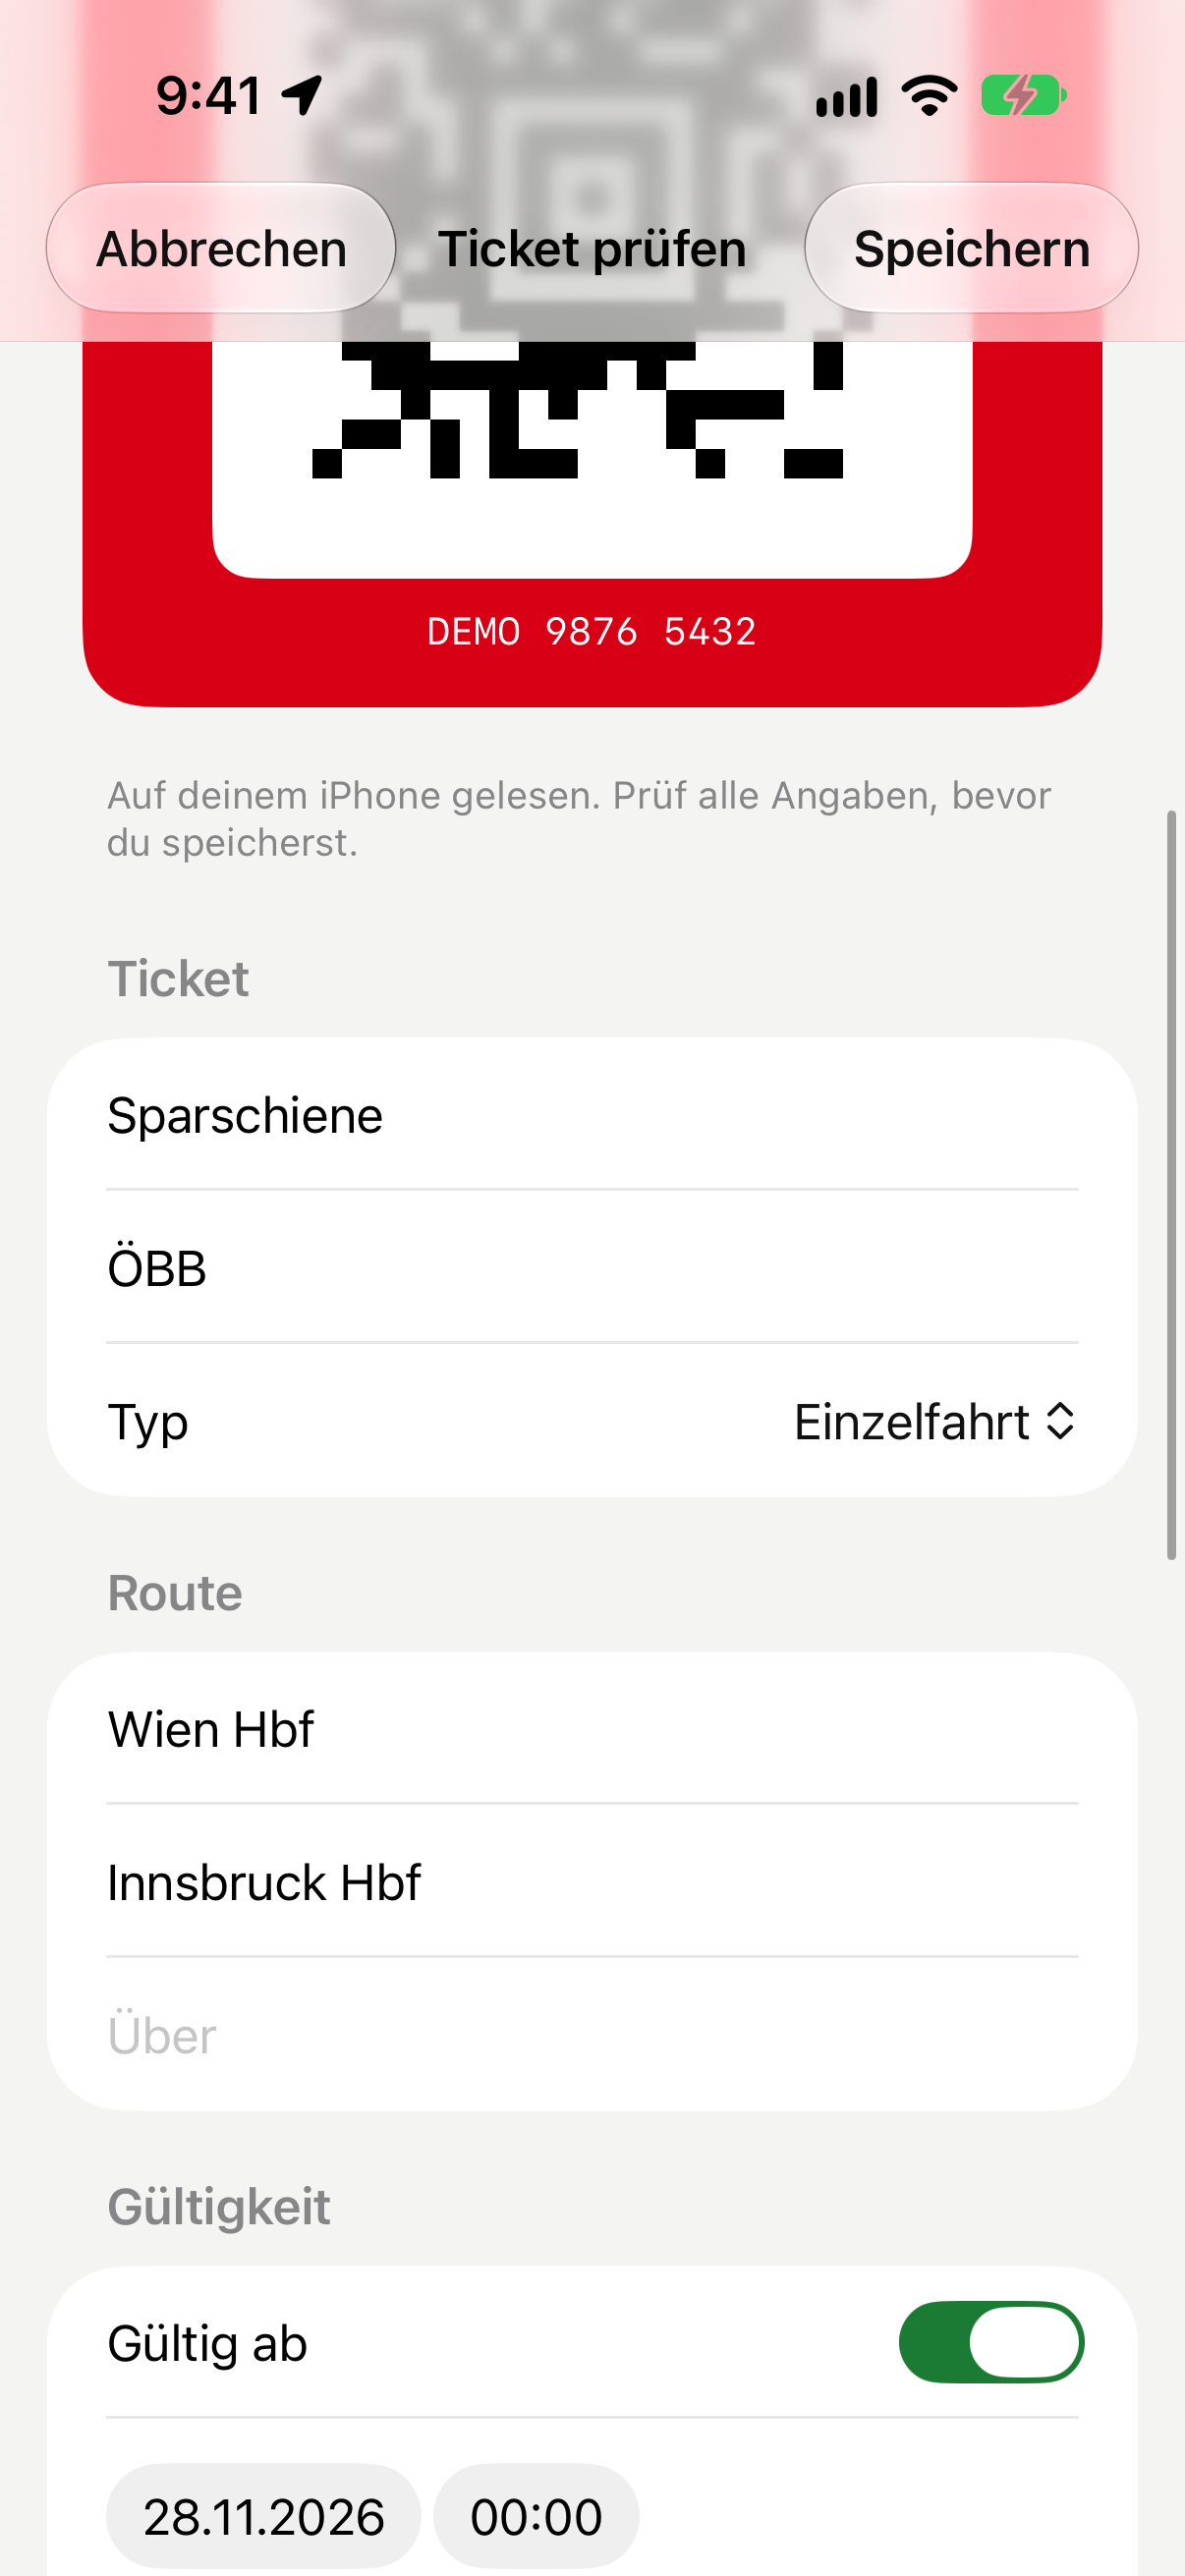 9:41
Abbrechen Ticket prüfen Speichern
DEMO 9876 5432
Auf deinem iPhone gelesen. Prüf alle Angaben, bevor
du speicherst.
Ticket
Sparschiene
ÖBB
Typ Einzelfahrt
Route
Wien Hbf
Innsbruck Hbf
Über
Gültigkeit
Gültig ab
28.11.2026 00:00